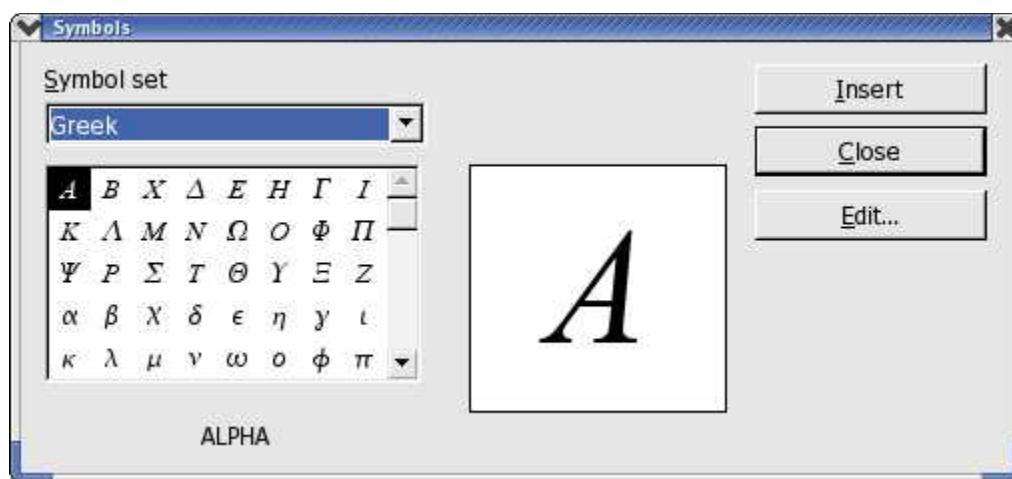 Symbols
Symbol set
Greek
Α Β Χ Δ Ε Η Γ Ι
Κ Λ Μ Ν Ω Ο Φ Π
Ψ Ρ Σ Τ Θ Υ Ξ Ζ
α β χ δ ϵ η γ ι
κ λ μ ν ω ο ϕ π
ALPHA
Α
Insert
Close
Edit...